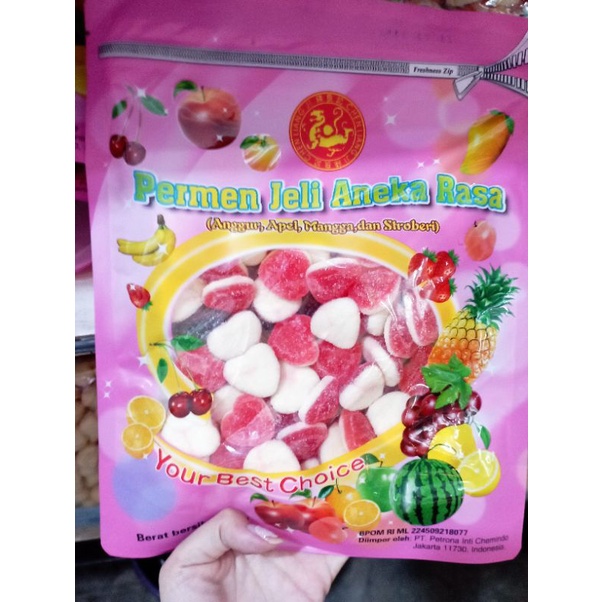 Freshness Zip
Permen Jeli Aneka Rasa
(Anggur, Apel, Mangga,dan Stroberi)
Your Best Choice
Berat bersi
BPOM RI ML 224509218077
Diimpor oleh: PT. Petrona Inti Chemindo
Jakarta 11730. Indonesia.